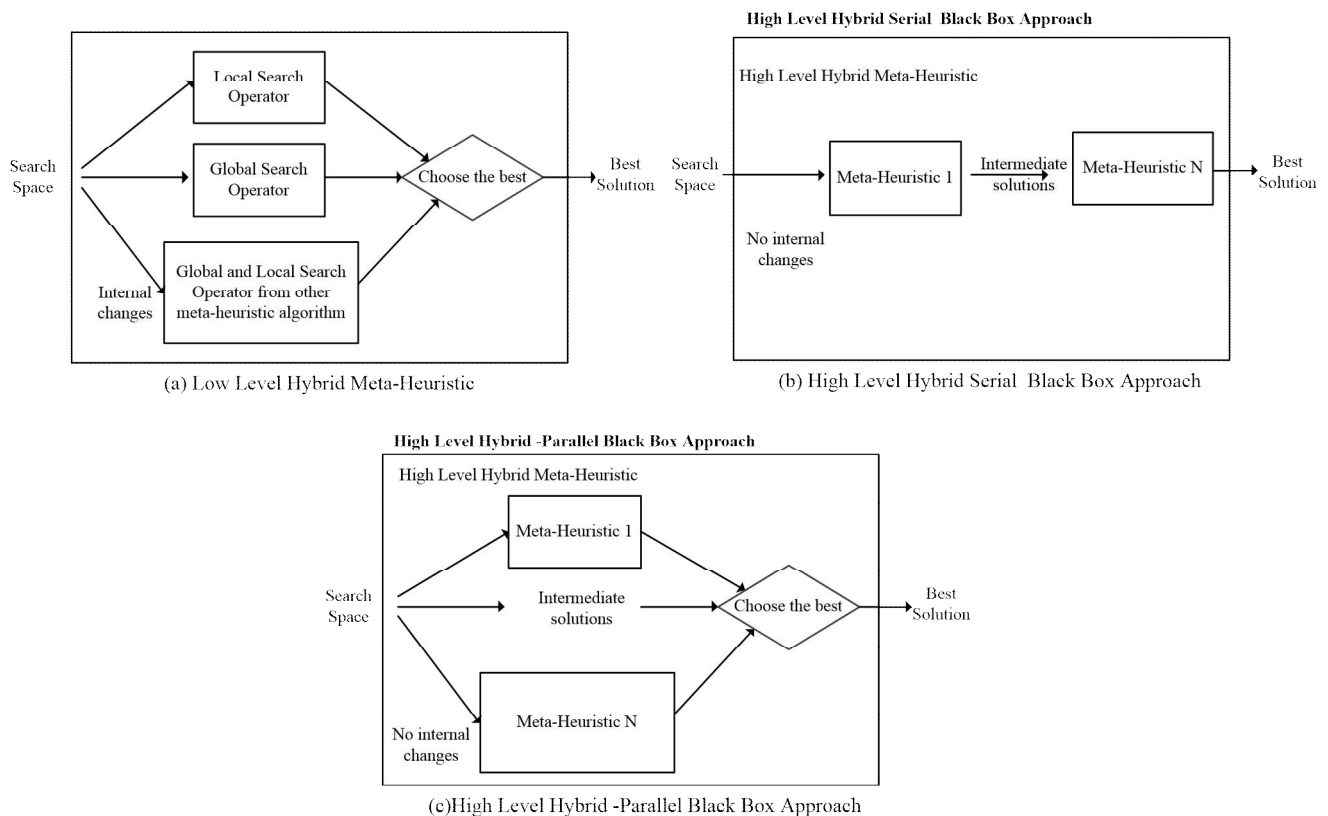 Local Search
Operator
Search
Space
Global Search
Operator
Choose the best
Best
Solution
Internal
changes
Global and Local Search
Operator from other
meta-heuristic algorithm
(a) Low Level Hybrid Meta-Heuristic
High Level Hybrid Serial  Black Box Approach
High Level Hybrid Meta-Heuristic
Search
Space
Meta-Heuristic 1
Intermediate
solutions
Meta-Heuristic N
Best
Solution
No internal
changes
(b) High Level Hybrid Serial  Black Box Approach
High Level Hybrid -Parallel Black Box Approach
High Level Hybrid Meta-Heuristic
Meta-Heuristic 1
Search
Space
Intermediate
solutions
Choose the best
Best
Solution
No internal
changes
Meta-Heuristic N
(c)High Level Hybrid -Parallel Black Box Approach